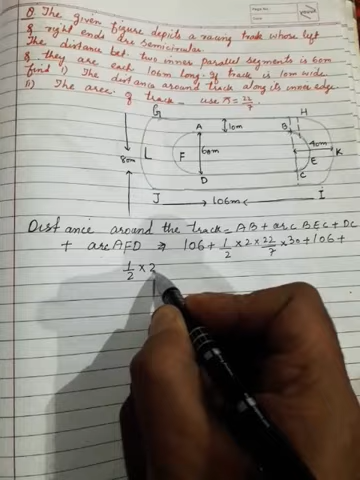 Q. The given figure depicts a racing track whose left
& right ends are semicircular.
The distance bet. two inner parallel segments is 60m
& they are each 106m long. If track is 10m wide
find i) The distance around track along its inner edge
ii) The area of track - use π = 22/7
G H
A 10m B
80m L F 60m 40m E K
D C
J 106m I
Distance around the track = AB + arc BEC + DC
+ arc AFD ⇒ 106 + 1/2 × 2 × 22/7 × 30 + 106 +
1/2 × 2